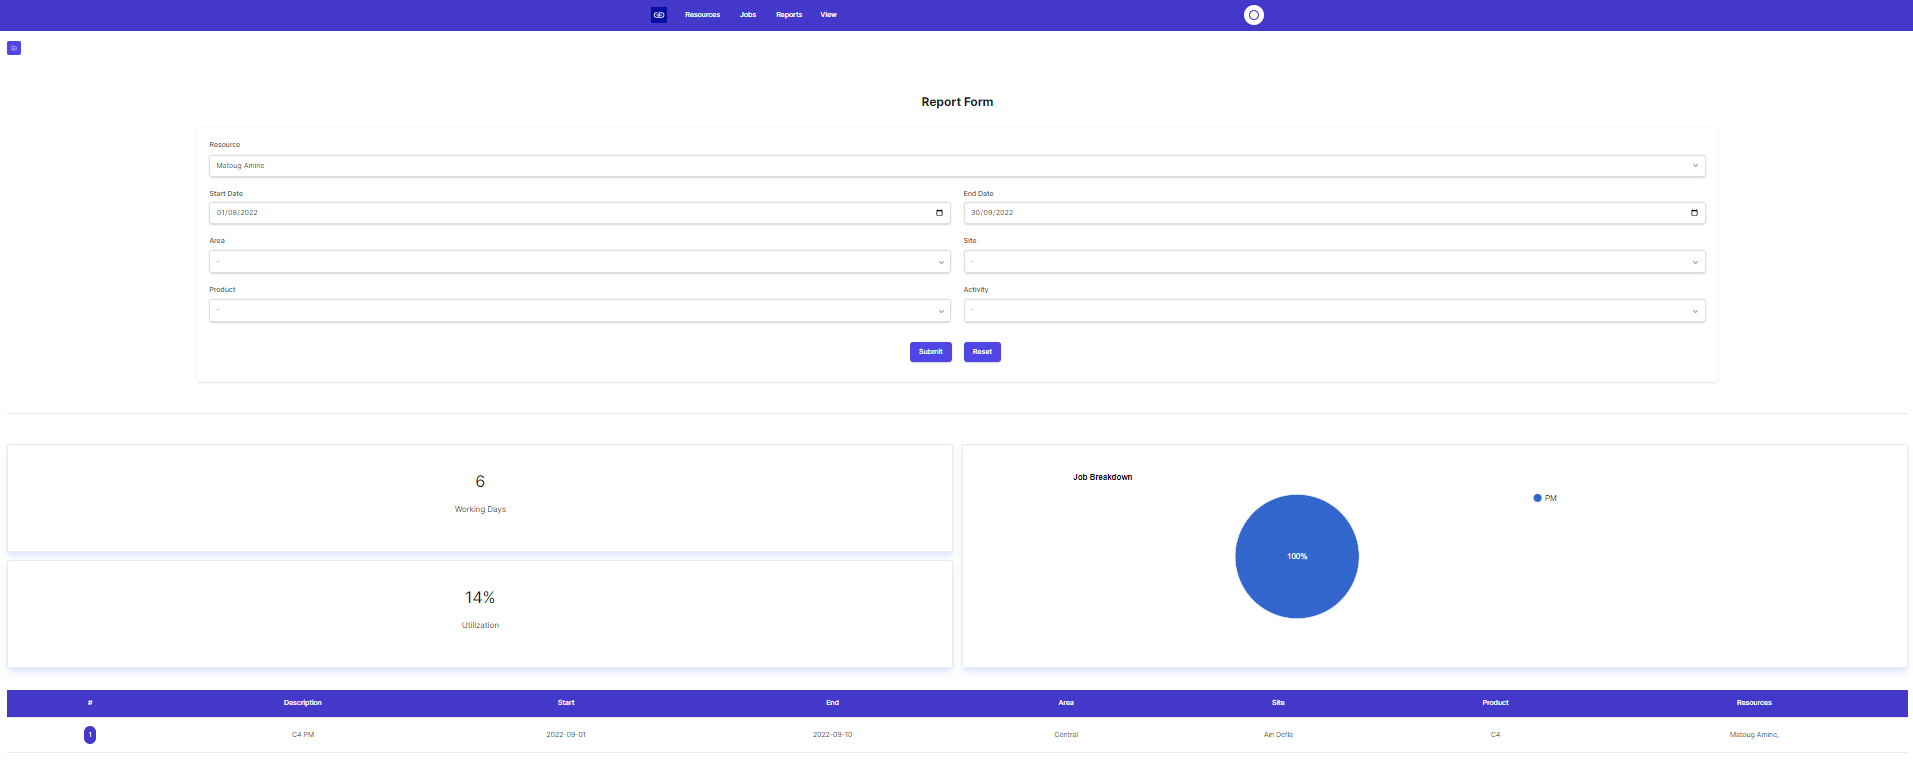 Resources Jobs Reports View
Report Form
Resource
Matoug Amine
Start Date End Date
01/08/2022 30/09/2022
Area Site
- -
Product Activity
- -
Submit Reset
6
Working Days
14%
Utilization
Job Breakdown
PM
100%
# Description Start End Area Site Product Resources
1 C4 PM 2022-09-01 2022-09-10 Central Ain Defla C4 Matoug Amine,